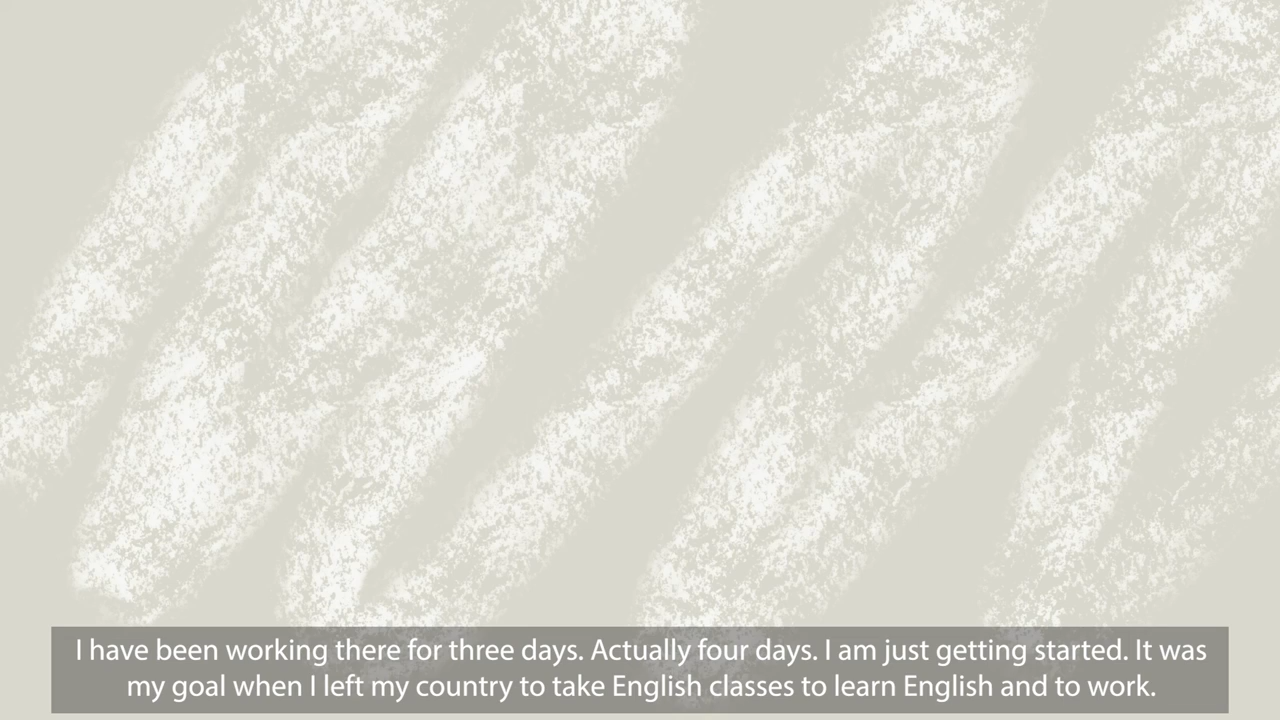 I have been working there for three days. Actually four days. I am just getting started. It was
my goal when I left my country to take English classes to learn English and to work.